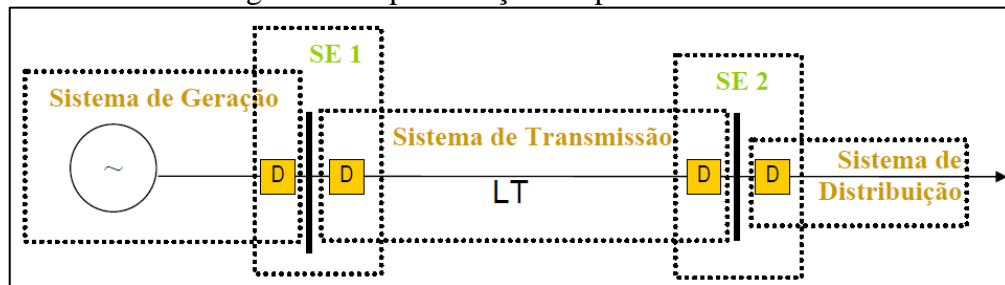 SE 1
SE 2
Sistema de Geração
Sistema de Transmissão
Sistema de
Distribuição
~
D
D
LT
D
D